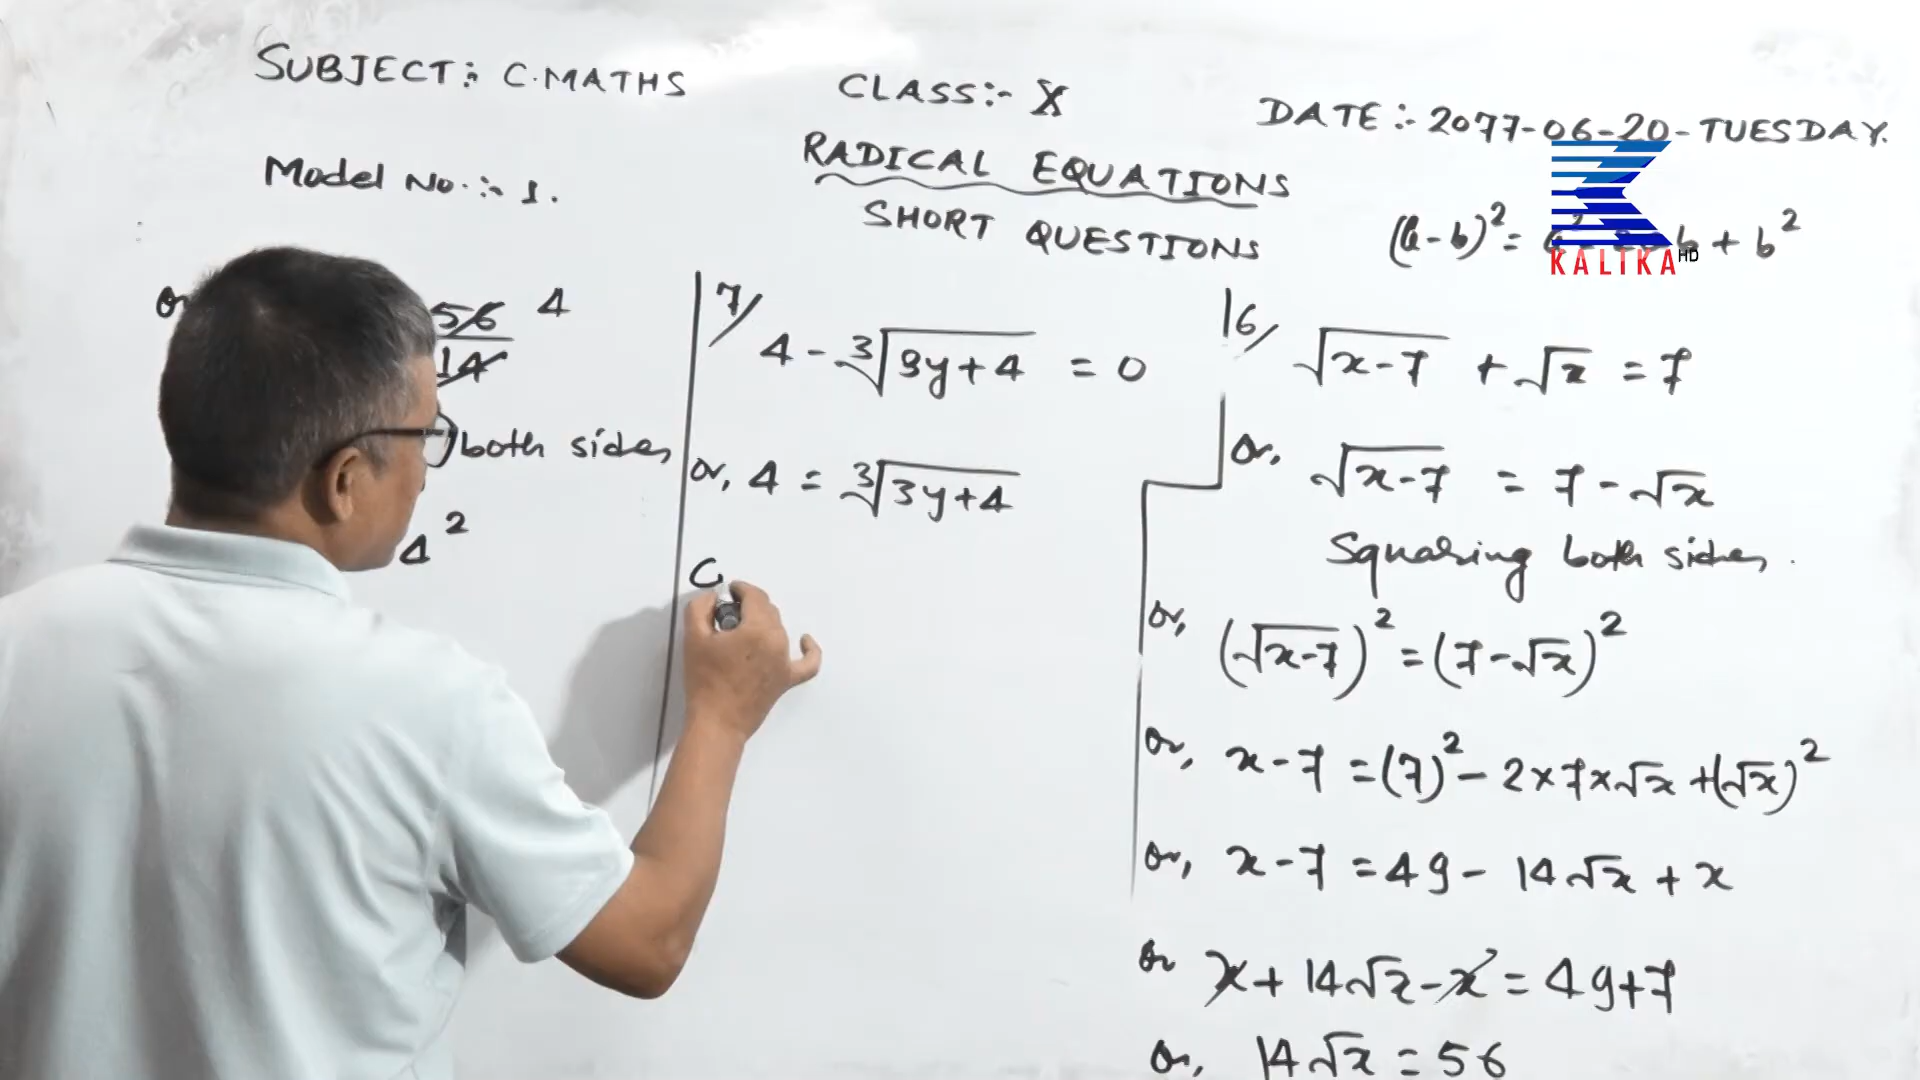 SUBJECT:- C.MATHS
CLASS:- X
DATE:- 2077-06-20-TUESDAY.
Model No.:- 1.
RADICAL EQUATIONS
SHORT QUESTIONS
(a-b)² = b + b²
KALIKA HD
or
56 4
14
both sides
4²
7/
4 - ∛(3y+4) = 0
or, 4 = ∛(3y+4)
C
16/
√(x-7) + √x = 7
or, √(x-7) = 7 - √x
Squaring both sides.
or, (√(x-7))² = (7-√x)²
or, x-7 = (7)² - 2×7×√x + (√x)²
or, x-7 = 49 - 14√x + x
or x + 14√x - x = 49+7
or, 14√x = 56